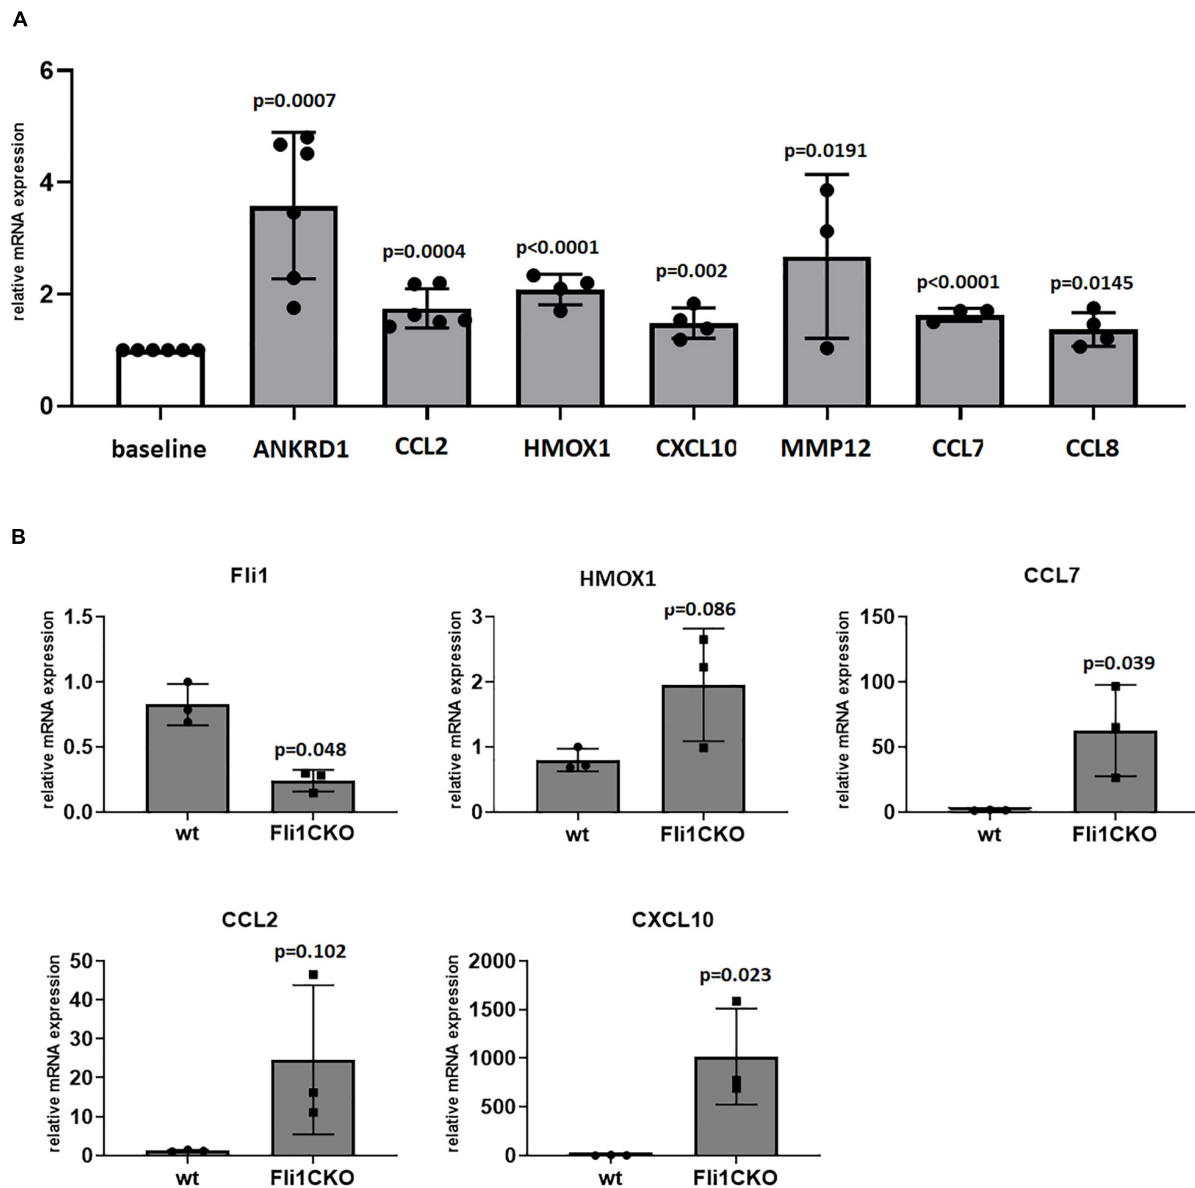 A
relative mRNA expression
6
4
2
0
p=0.0007
p=0.0004
p<0.0001
p=0.002
p=0.0191
p<0.0001
p=0.0145
baseline ANKRD1 CCL2 HMOX1 CXCL10 MMP12 CCL7 CCL8
B
Fli1
relative mRNA expression
1.5
1.0
0.5
0.0
p=0.048
wt Fli1CKO
HMOX1
relative mRNA expression
3
2
1
0
p=0.086
wt Fli1CKO
CCL7
relative mRNA expression
150
100
50
0
p=0.039
wt Fli1CKO
CCL2
relative mRNA expression
50
40
30
20
10
0
p=0.102
wt Fli1CKO
CXCL10
relative mRNA expression
2000
1500
1000
500
0
p=0.023
wt Fli1CKO